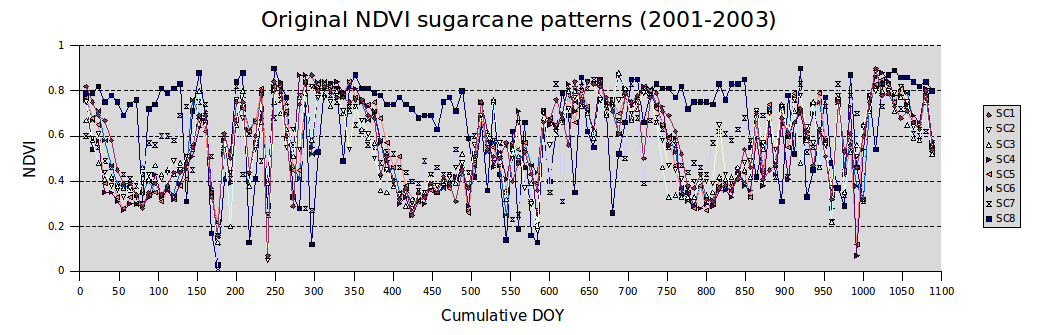 Original NDVI sugarcane patterns (2001-2003)
1
0.8
0.6
0.4
0.2
0
NDVI
0 50 100 150 200 250 300 350 400 450 500 550 600 650 700 750 800 850 900 950 1000 1050 1100
Cumulative DOY
SC1
SC2
SC3
SC4
SC5
SC6
SC7
SC8